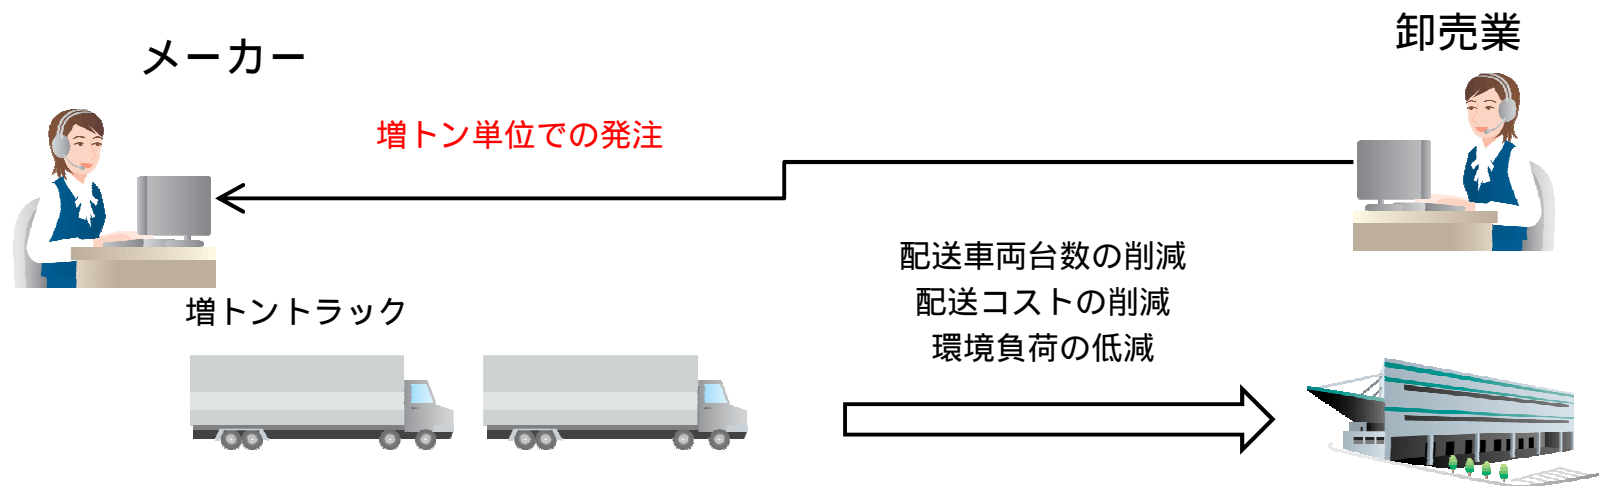 メーカー
卸売業
増トン単位での発注
配送車両台数の削減
配送コストの削減
環境負荷の低減
増トントラック